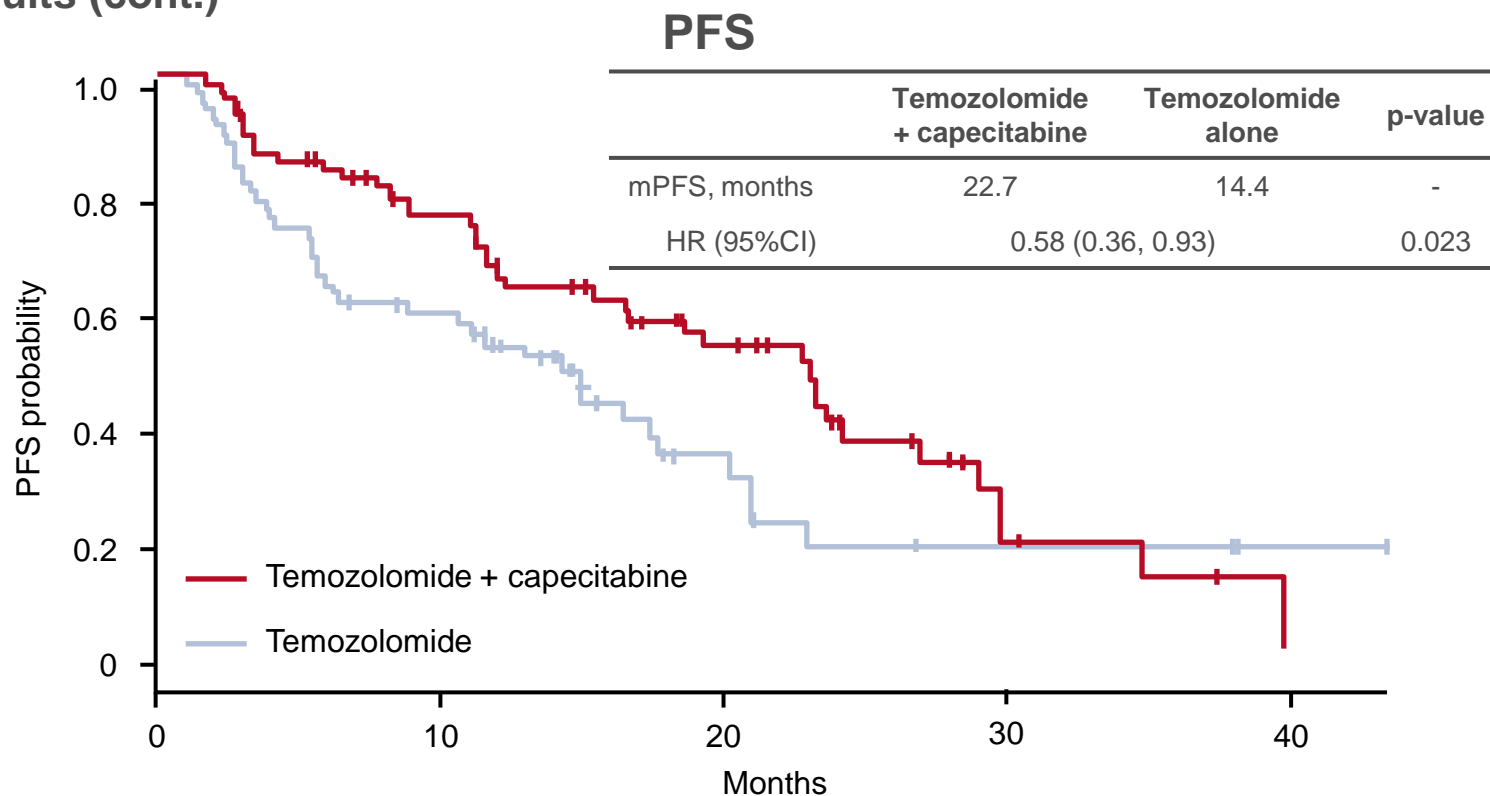 (cont.)
PFS
Temozolomide + capecitabine Temozolomide alone p-value
mPFS, months 22.7 14.4 -
HR (95%CI) 0.58 (0.36, 0.93) 0.023
PFS probability
1.0
0.8
0.6
0.4
0.2
0
Temozolomide + capecitabine
Temozolomide
0 10 20 30 40
Months